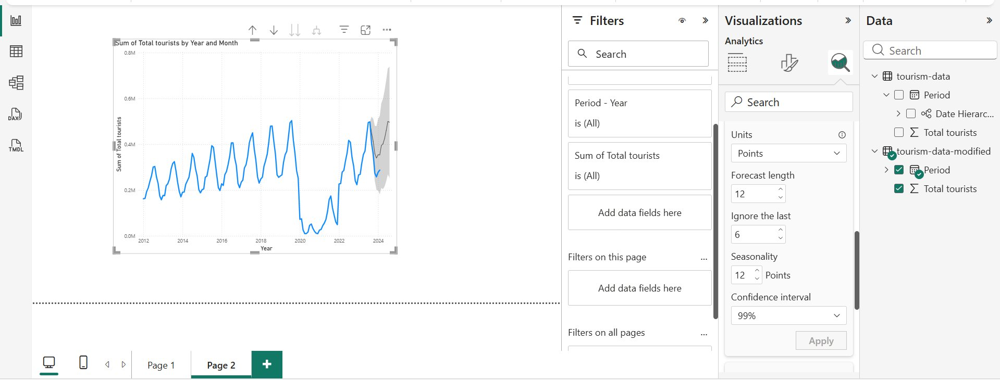 DAX
TMDL
Sum of Total tourists by Year and Month
0.8M
0.6M
0.4M
0.2M
0.0M
Sum of Total tourists
2012
2014
2016
2018
2020
2022
2024
Year
Page 1
Page 2
+
Filters
Search
Period - Year
is (All)
Sum of Total tourists
is (All)
Add data fields here
Filters on this page
...
Add data fields here
Filters on all pages
...
Visualizations
Analytics
Search
Units
Points
Forecast length
12
Ignore the last
6
Seasonality
12 Points
Confidence interval
99%
Apply
Data
Search
tourism-data
Period
Date Hierarc...
Σ Total tourists
tourism-data-modified
Period
Σ Total tourists